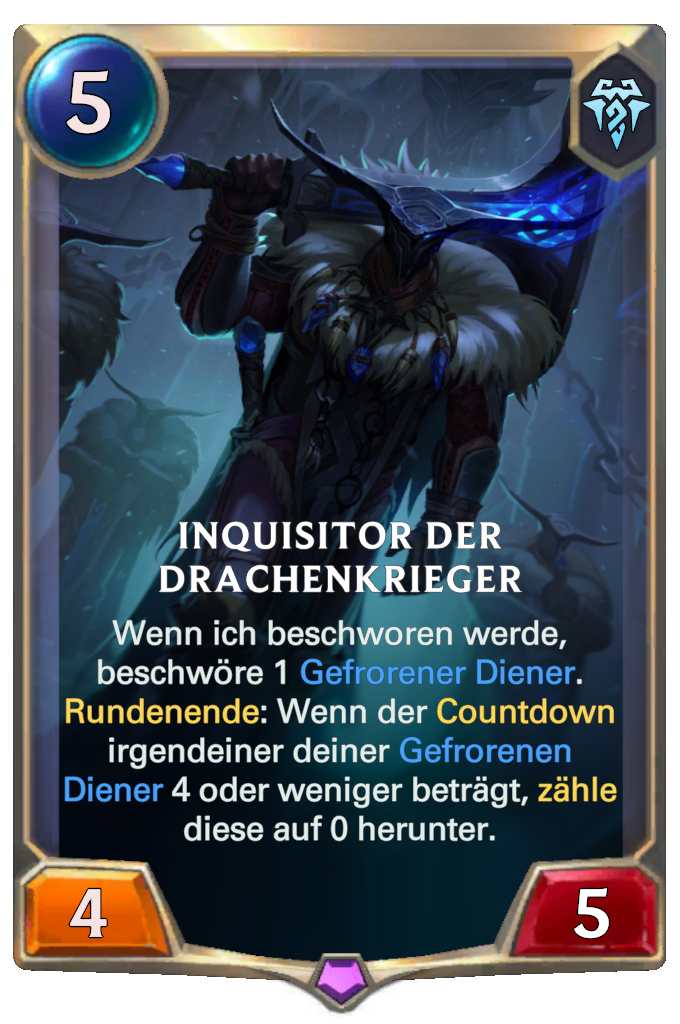 5
INQUISITOR DER
DRACHENKRIEGER
Wenn ich beschworen werde,
beschwöre 1 Gefrorener Diener.
Rundenende: Wenn der Countdown
irgendeiner deiner Gefrorenen
Diener 4 oder weniger beträgt, zähle
diese auf 0 herunter.
4
5